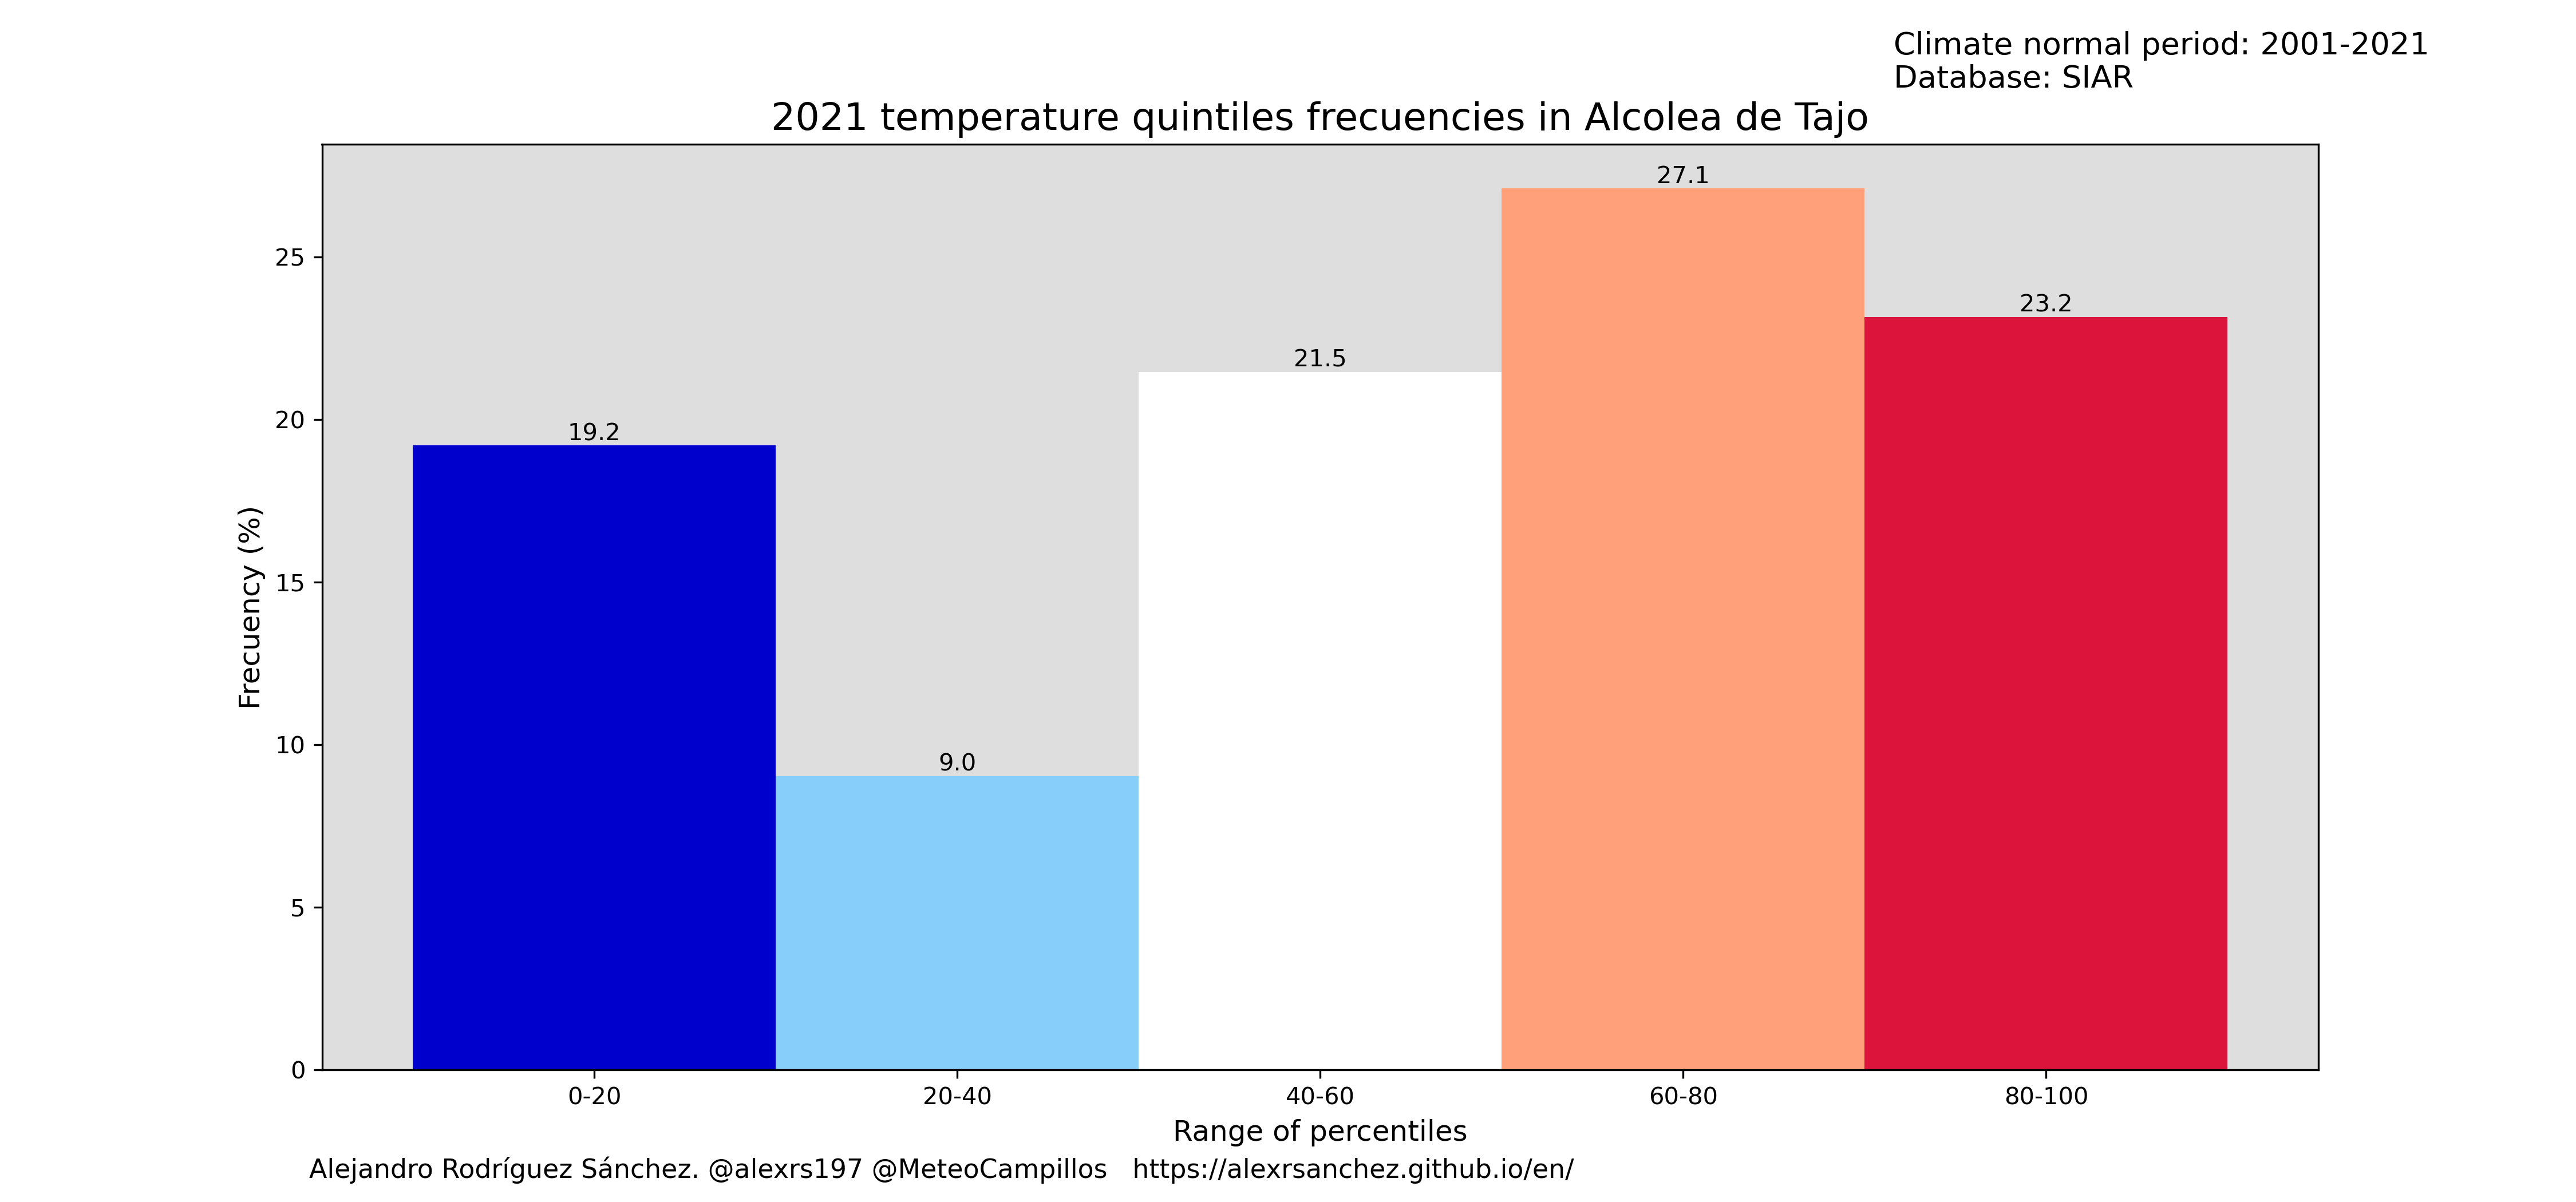 Climate normal period: 2001-2021
Database: SIAR
2021 temperature quintiles frecuencies in Alcolea de Tajo
27.1
25
23.2
21.5
20
19.2
Frecuency (%)
15
10
9.0
5
0
0-20 20-40 40-60 60-80 80-100
Range of percentiles
Alejandro Rodríguez Sánchez. @alexrs197 @MeteoCampillos https://alexrsanchez.github.io/en/